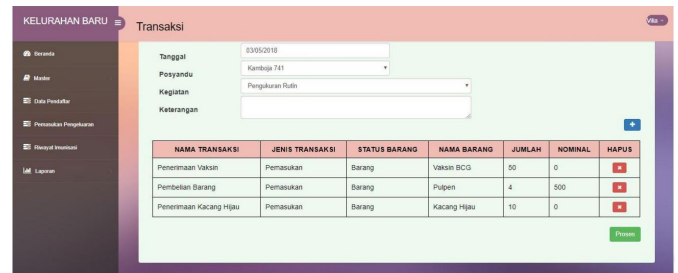 KELURAHAN BARU
Transaksi
Vika
Beranda
Master
Data Pendaftar
Pemasukan Pengeluaran
Riwayat Imunisasi
Laporan
Tanggal 03/05/2018
Posyandu Kamboja 741
Kegiatan Pengukuran Rutin
Keterangan
NAMA TRANSAKSI JENIS TRANSAKSI STATUS BARANG NAMA BARANG JUMLAH NOMINAL HAPUS
Penerimaan Vaksin Pemasukan Barang Vaksin BCG 50 0
Pembelian Barang Pemasukan Barang Pulpen 4 500
Penerimaan Kacang Hijau Pemasukan Barang Kacang Hijau 10 0
Proses